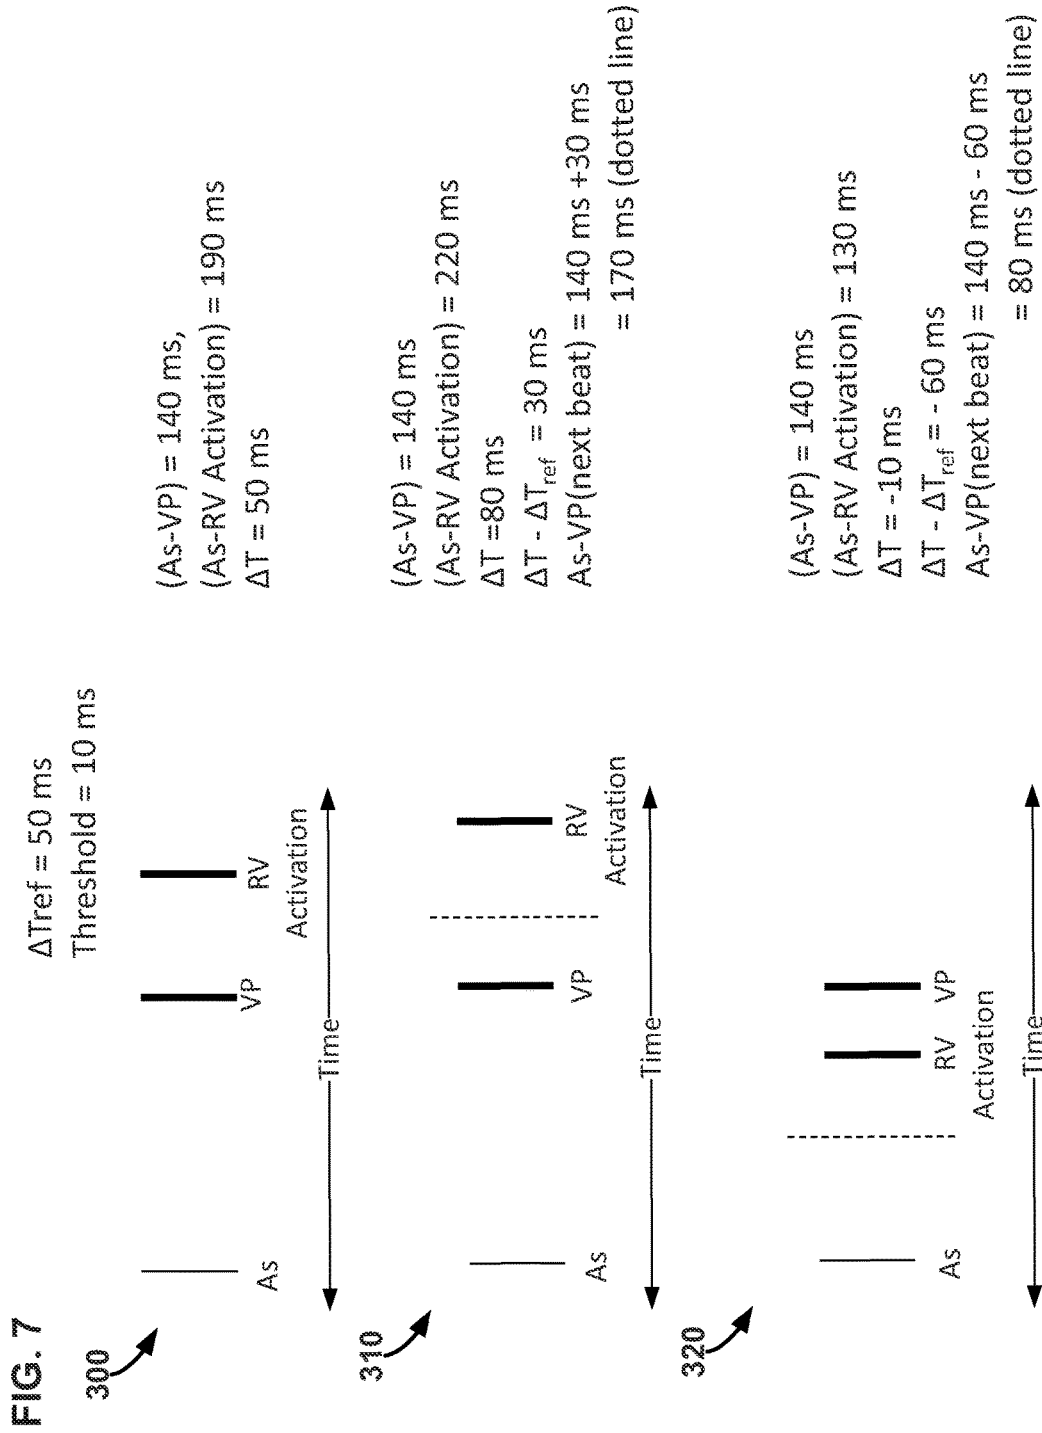 FIG. 7
ΔTref = 50 ms
Threshold = 10 ms
300
As
VP
RV
Activation
Time
(As-VP) = 140 ms,
(As-RV Activation) = 190 ms
ΔT = 50 ms
310
As
VP
RV
Activation
Time
(As-VP) = 140 ms
(As-RV Activation) = 220 ms
ΔT =80 ms
ΔT - ΔTref = 30 ms
As-VP(next beat) = 140 ms +30 ms
= 170 ms (dotted line)
320
As
RV
VP
Activation
Time
(As-VP) = 140 ms
(As-RV Activation) = 130 ms
ΔT = -10 ms
ΔT - ΔTref = - 60 ms
As-VP(next beat) = 140 ms - 60 ms
= 80 ms (dotted line)